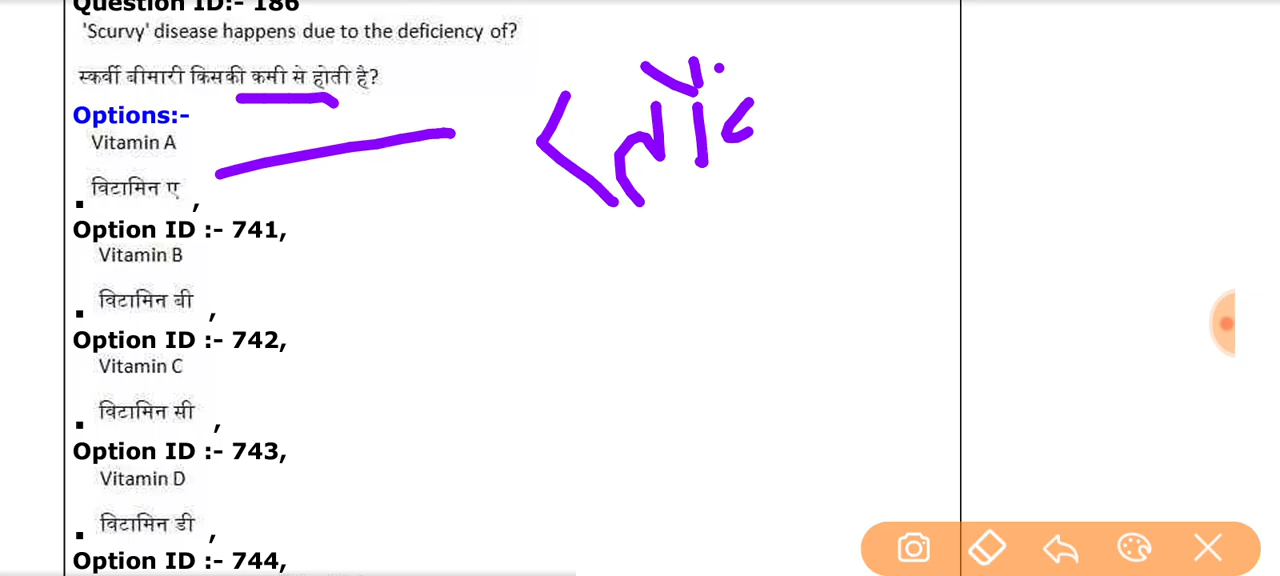 Question ID:- 186
'Scurvy' disease happens due to the deficiency of?
स्कर्वी बीमारी किसकी कमी से होती है?
Options:-
Vitamin A
विटामिन ए ,
Option ID :- 741,
Vitamin B
विटामिन बी ,
Option ID :- 742,
Vitamin C
विटामिन सी ,
Option ID :- 743,
Vitamin D
विटामिन डी ,
Option ID :- 744,